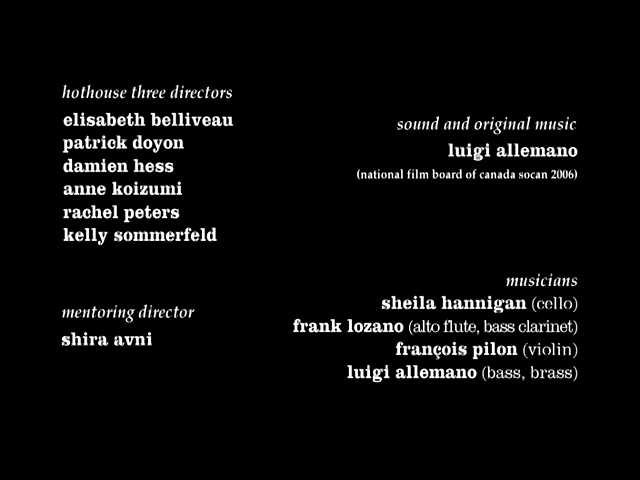 hothouse three directors
elisabeth belliveau
patrick doyon
damien hess
anne koizumi
rachel peters
kelly sommerfeld
mentoring director
shira avni
sound and original music
luigi allemano
(national film board of canada socan 2006)
musicians
sheila hannigan (cello)
frank lozano (alto flute, bass clarinet)
françois pilon (violin)
luigi allemano (bass, brass)